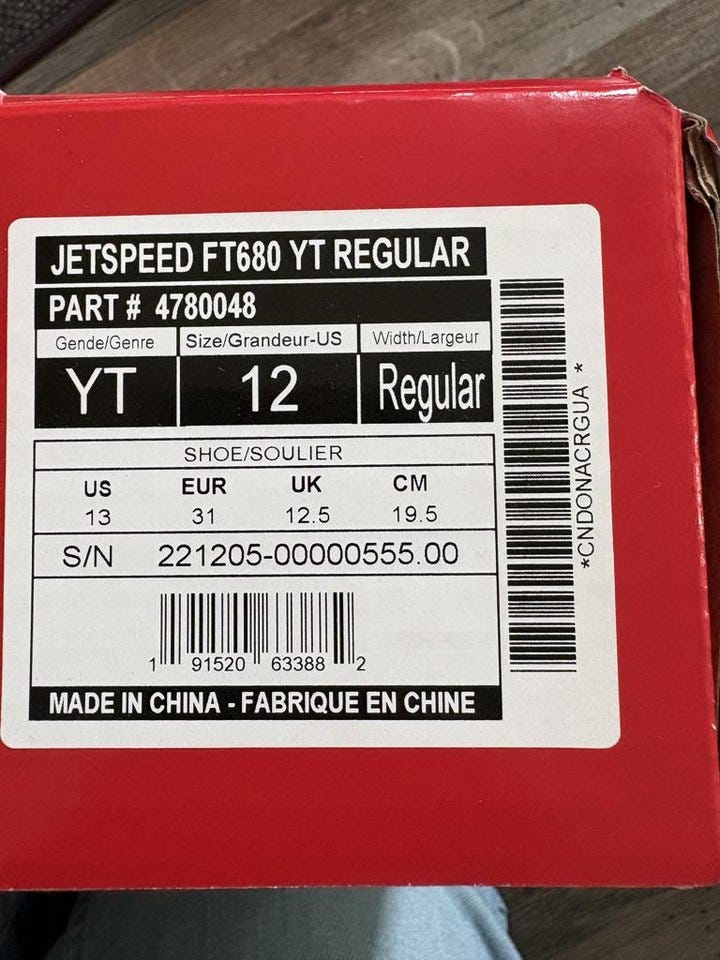 JETSPEED FT680 YT REGULAR
PART # 4780048
Gende/Genre Size/Grandeur-US Width/Largeur
YT 12 Regular
SHOE/SOULIER
US EUR UK CM
13 31 12.5 19.5
S/N 221205-00000555.00
1 91520 63388 2
MADE IN CHINA - FABRIQUE EN CHINE
*CNDONACRGUA *